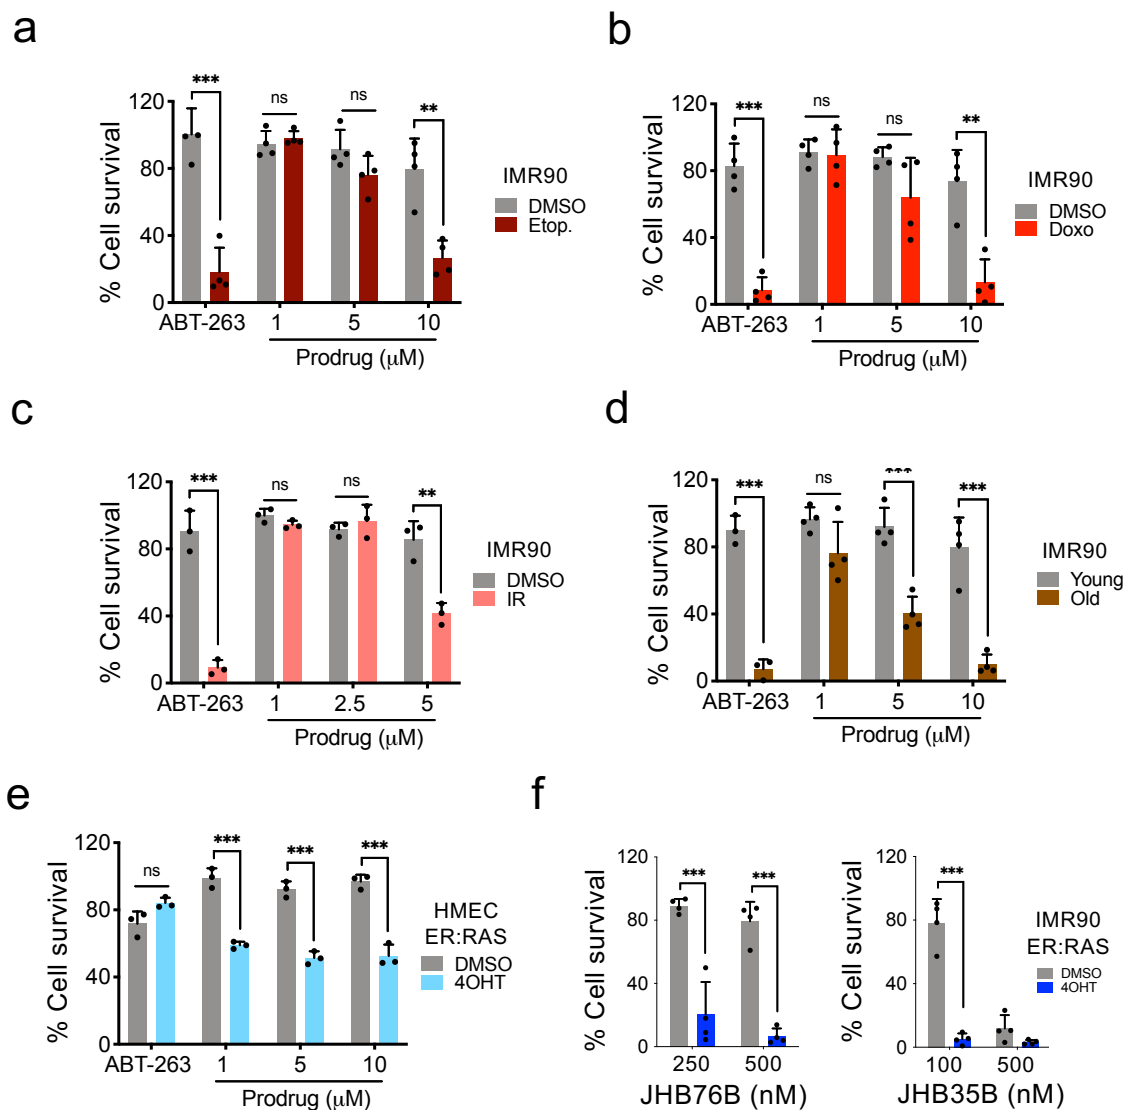 a
% Cell survival
120
80
40
0
***
ns
ns
**
ABT-263
1
5
10
Prodrug (μM)
IMR90
DMSO
Etop.
b
% Cell survival
120
80
40
0
***
ns
ns
**
ABT-263
1
5
10
Prodrug (μM)
IMR90
DMSO
Doxo
c
% Cell survival
120
80
40
0
***
ns
ns
**
ABT-263
1
2.5
5
Prodrug (μM)
IMR90
DMSO
IR
d
% Cell survival
120
80
40
0
***
ns
***
***
ABT-263
1
5
10
Prodrug (μM)
IMR90
Young
Old
e
% Cell survival
120
80
40
0
ns
***
***
***
ABT-263
1
5
10
Prodrug (μM)
HMEC
ER:RAS
DMSO
4OHT
f
% Cell survival
120
80
40
0
***
***
250
500
JHB76B (nM)
% Cell survival
120
80
40
0
***
100
500
JHB35B (nM)
IMR90
ER:RAS
DMSO
4OHT